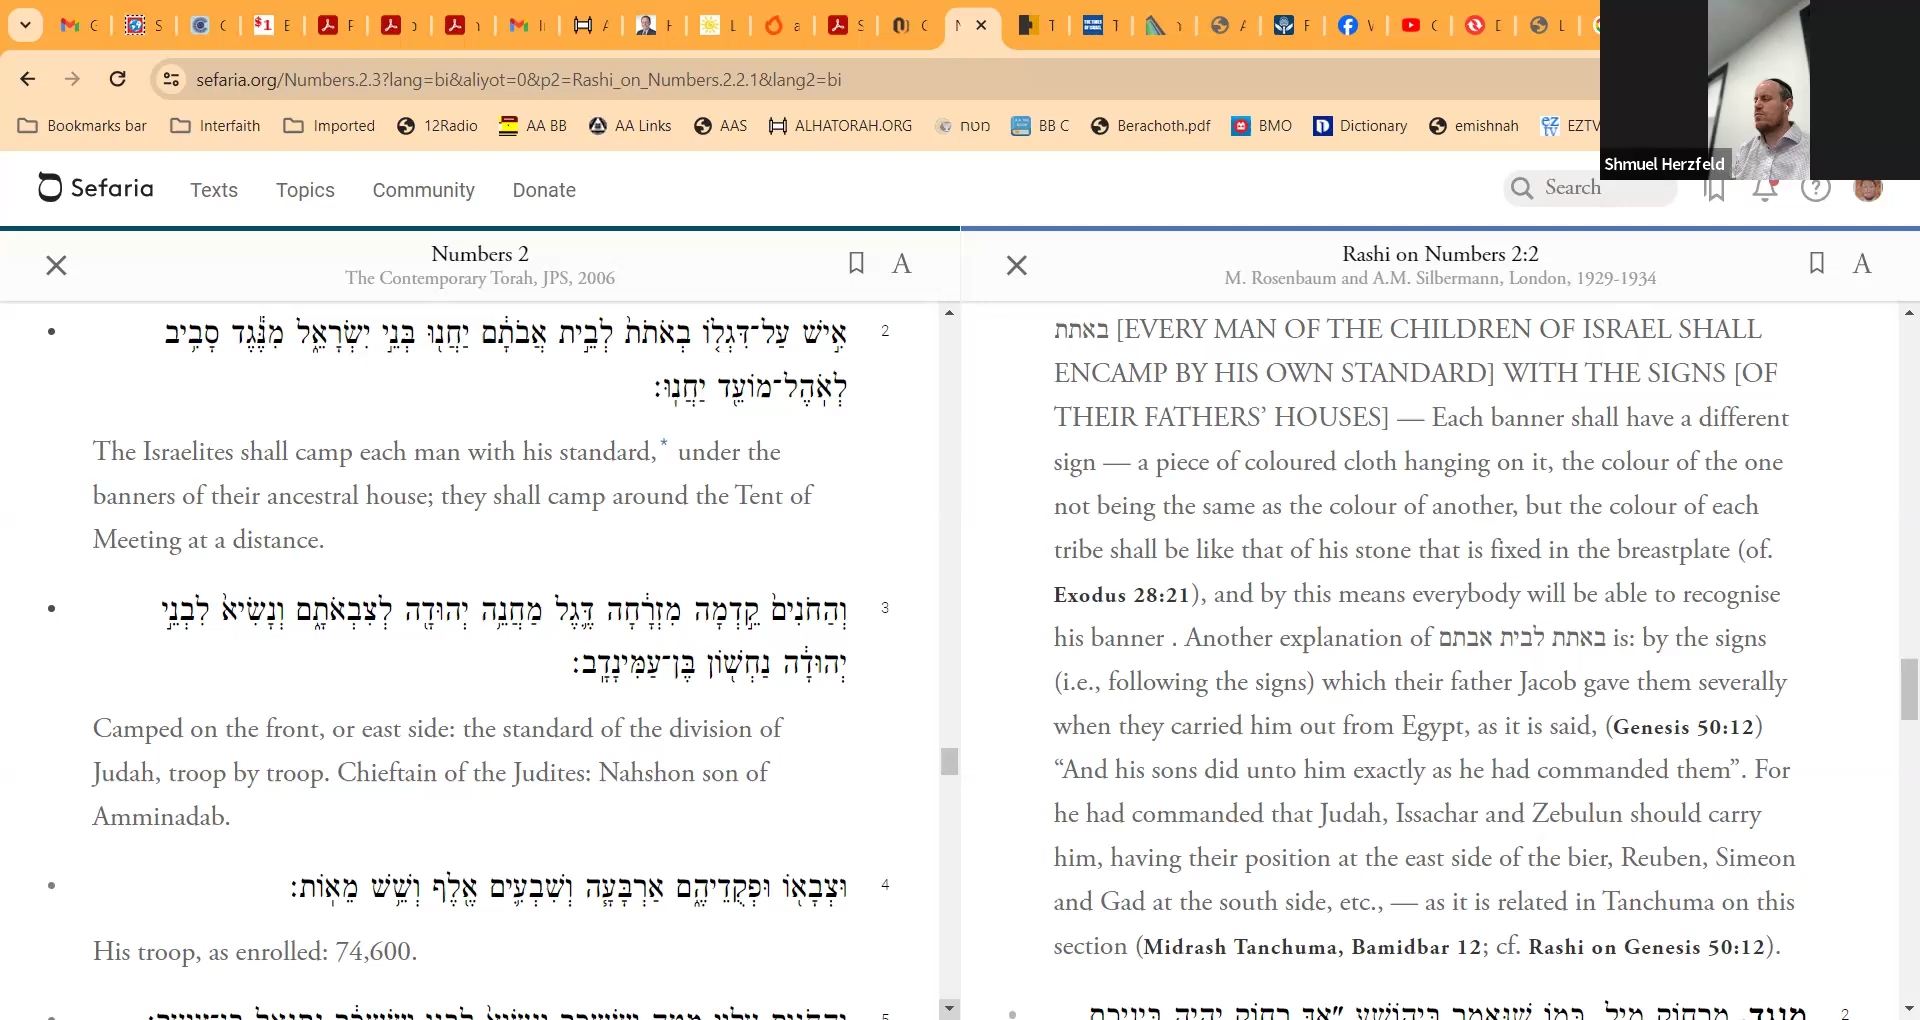 G
S
C
E
F
H
L
a
S
C
T
T
A
F
V
C
L
sefaria.org/Numbers.2.3?lang=bi&aliyot=0&p2=Rashi_on_Numbers.2.2.1&lang2=bi
Bookmarks bar Interfaith Imported 12Radio AA BB AA Links AAS ALHATORAH.ORG מטח BB C Berachoth.pdf BMO Dictionary emishnah EZTV
Shmuel Herzfeld
Sefaria Texts Topics Community Donate Search
Numbers 2
The Contemporary Torah, JPS, 2006
A
אִ֣ישׁ עַל־דִּגְל֤וֹ בְאֹתֹת֙ לְבֵ֣ית אֲבֹתָ֔ם יַחֲנ֖וּ בְּנֵ֣י יִשְׂרָאֵ֑ל מִנֶּ֕גֶד סָבִ֥יב 2
לְאֹֽהֶל־מוֹעֵ֖ד יַחֲנֽוּ׃
The Israelites shall camp each man with his standard,* under the
banners of their ancestral house; they shall camp around the Tent of
Meeting at a distance.
וְהַחֹנִים֙ קֵ֣דְמָה מִזְרָ֔חָה דֶּ֛גֶל מַחֲנֵ֥ה יְהוּדָ֖ה לְצִבְאֹתָ֑ם וְנָשִׂיא֙ לִבְנֵ֣י 3
יְהוּדָ֔ה נַחְשׁ֖וֹן בֶּן־עַמִּינָדָֽב׃
Camped on the front, or east side: the standard of the division of
Judah, troop by troop. Chieftain of the Judites: Nahshon son of
Amminadab.
וּצְבָא֖וֹ וּפְקֻדֵיהֶ֑ם אַרְבָּעָ֧ה וְשִׁבְעִ֛ים אֶ֖לֶף וְשֵׁ֥שׁ מֵאֽוֹת׃ 4
His troop, as enrolled: 74,600.
5
Rashi on Numbers 2:2
M. Rosenbaum and A.M. Silbermann, London, 1929-1934
A
באתת [EVERY MAN OF THE CHILDREN OF ISRAEL SHALL
ENCAMP BY HIS OWN STANDARD] WITH THE SIGNS [OF
THEIR FATHERS’ HOUSES] — Each banner shall have a different
sign — a piece of coloured cloth hanging on it, the colour of the one
not being the same as the colour of another, but the colour of each
tribe shall be like that of his stone that is fixed in the breastplate (of.
Exodus 28:21), and by this means everybody will be able to recognise
his banner . Another explanation of באתת לבית אבתם is: by the signs
(i.e., following the signs) which their father Jacob gave them severally
when they carried him out from Egypt, as it is said, (Genesis 50:12)
“And his sons did unto him exactly as he had commanded them”. For
he had commanded that Judah, Issachar and Zebulun should carry
him, having their position at the east side of the bier, Reuben, Simeon
and Gad at the south side, etc., — as it is related in Tanchuma on this
section (Midrash Tanchuma, Bamidbar 12; cf. Rashi on Genesis 50:12).
מנגד. מרחוק מיל, כמו שנאמר ביהושע "אך רחוק יהיה ביניכם 2